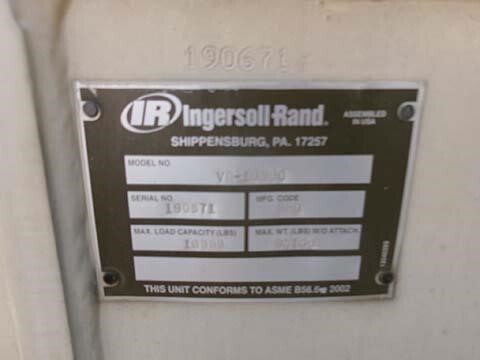 190671
IR Ingersoll-Rand® ASSEMBLED IN USA
SHIPPENSBURG, PA. 17257
MODEL NO.
SERIAL NO. MFG. CODE
190671
MAX. LOAD CAPACITY (LBS) MAX. WT. (LBS) W/O ATTACH.
THIS UNIT CONFORMS TO ASME B56.6 2002